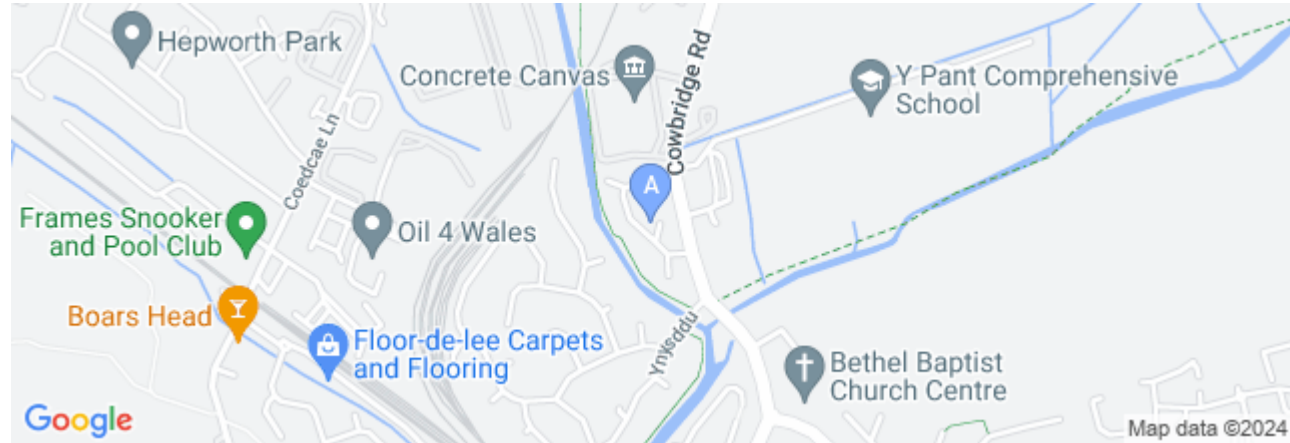 Hepworth Park
Concrete Canvas
Cowbridge Rd
Y Pant Comprehensive
School
Coedcae Ln
A
Frames Snooker
and Pool Club
Oil 4 Wales
Boars Head
Floor-de-lee Carpets
and Flooring
Ynysddu
Bethel Baptist
Church Centre
Google
Map data ©2024